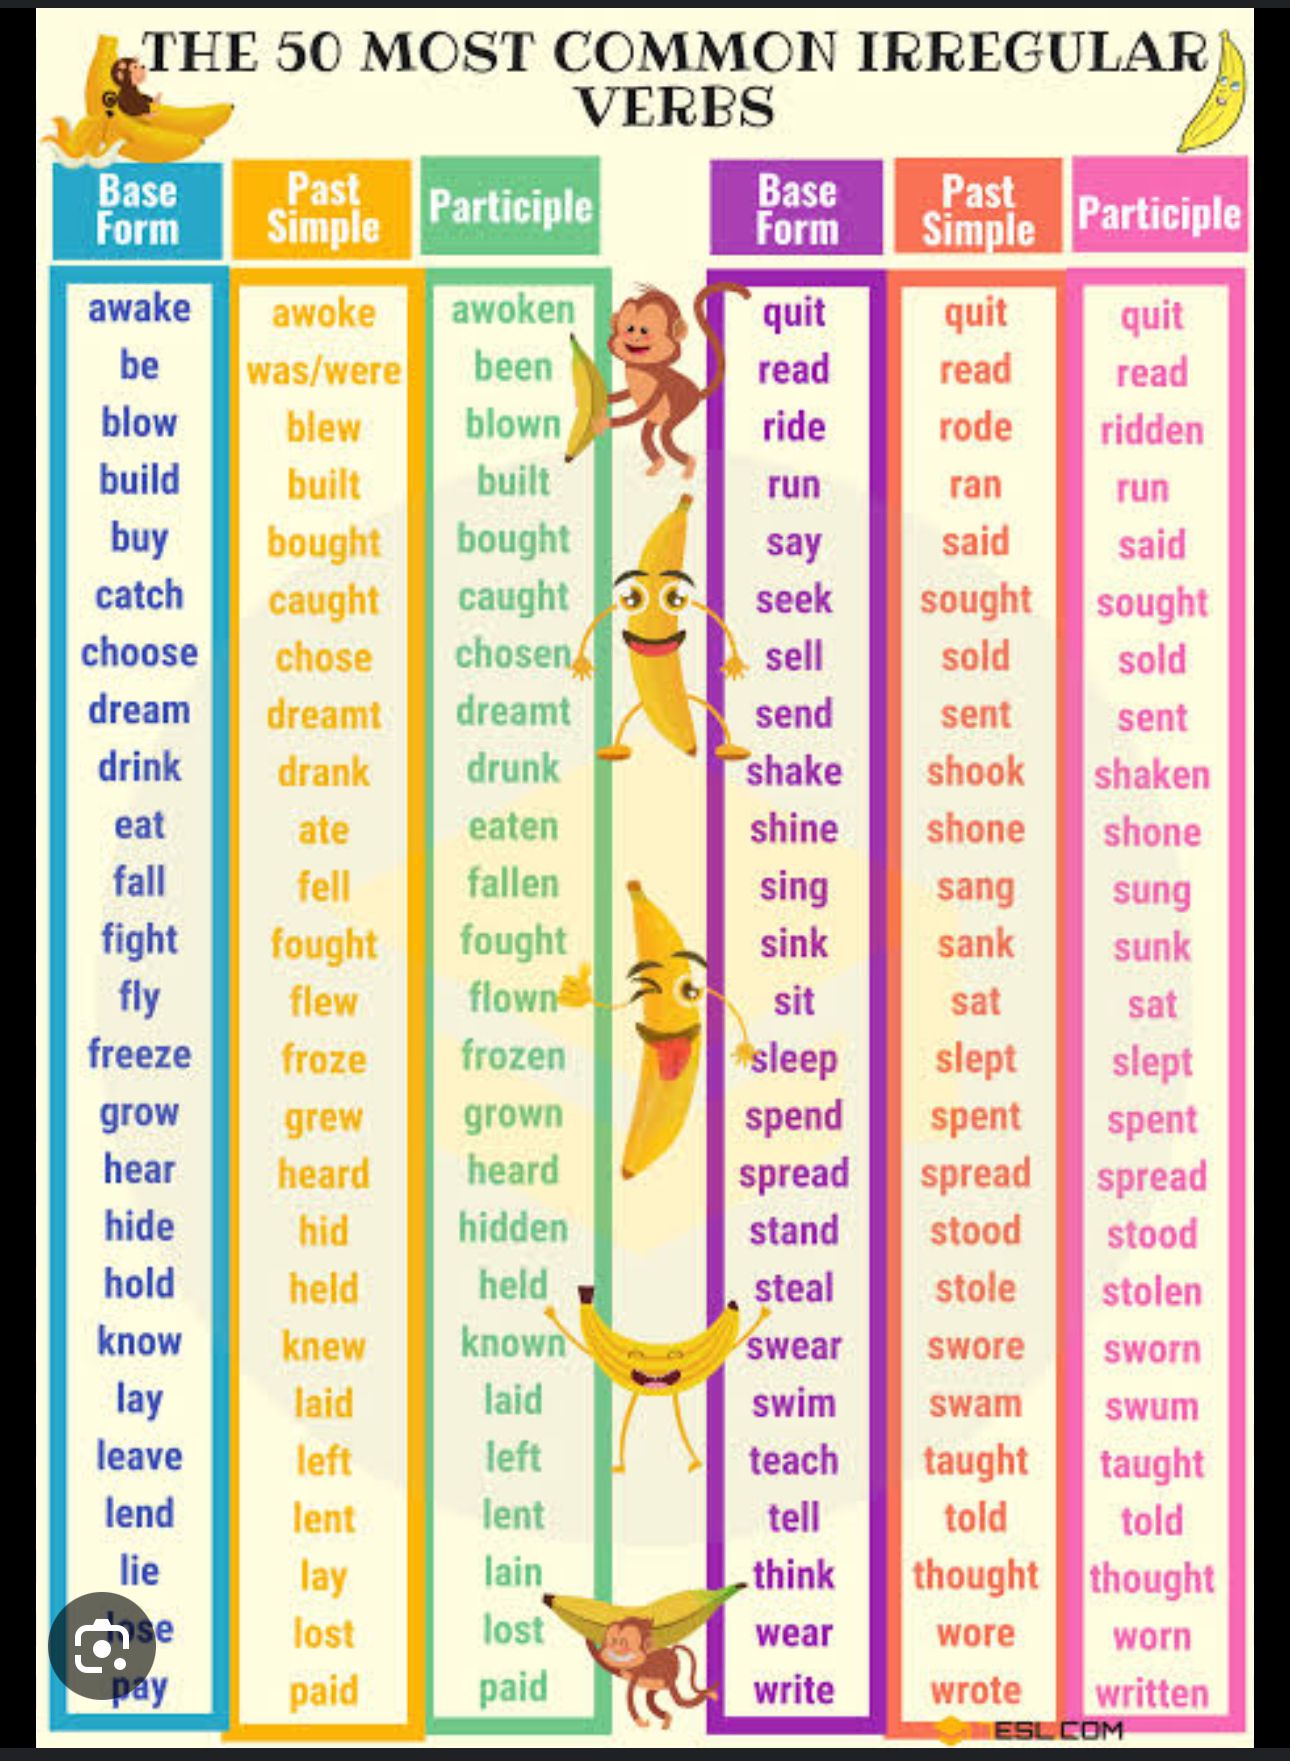 THE 50 MOST COMMON IRREGULAR
VERBS
Base Form Past Simple Participle
awake awoke awoken
be was/were been
blow blew blown
build built built
buy bought bought
catch caught caught
choose chose chosen
dream dreamt dreamt
drink drank drunk
eat ate eaten
fall fell fallen
fight fought fought
fly flew flown
freeze froze frozen
grow grew grown
hear heard heard
hide hid hidden
hold held held
know knew known
lay laid laid
leave left left
lend lent lent
lie lay lain
lose lost lost
pay paid paid
Base Form Past Simple Participle
quit quit quit
read read read
ride rode ridden
run ran run
say said said
seek sought sought
sell sold sold
send sent sent
shake shook shaken
shine shone shone
sing sang sung
sink sank sunk
sit sat sat
sleep slept slept
spend spent spent
spread spread spread
stand stood stood
steal stole stolen
swear swore sworn
swim swam swum
teach taught taught
tell told told
think thought thought
wear wore worn
write wrote written
ESL.COM